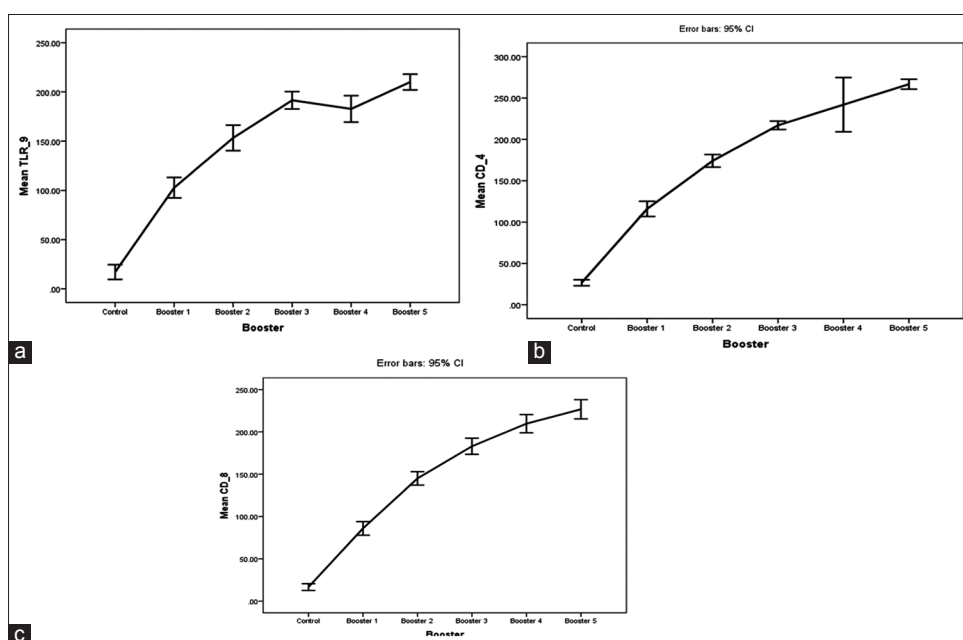 250.00
200.00
150.00
100.00
50.00
.00
Mean TLR_9
Control Booster 1 Booster 2 Booster 3 Booster 4 Booster 5
Booster
a
Error bars: 95% CI
300.00
250.00
200.00
150.00
100.00
50.00
.00
Mean CD_4
Control Booster 1 Booster 2 Booster 3 Booster 4 Booster 5
Booster
b
Error bars: 95% CI
250.00
200.00
150.00
100.00
50.00
.00
Mean CD_8
Control Booster 1 Booster 2 Booster 3 Booster 4 Booster 5
Booster
c